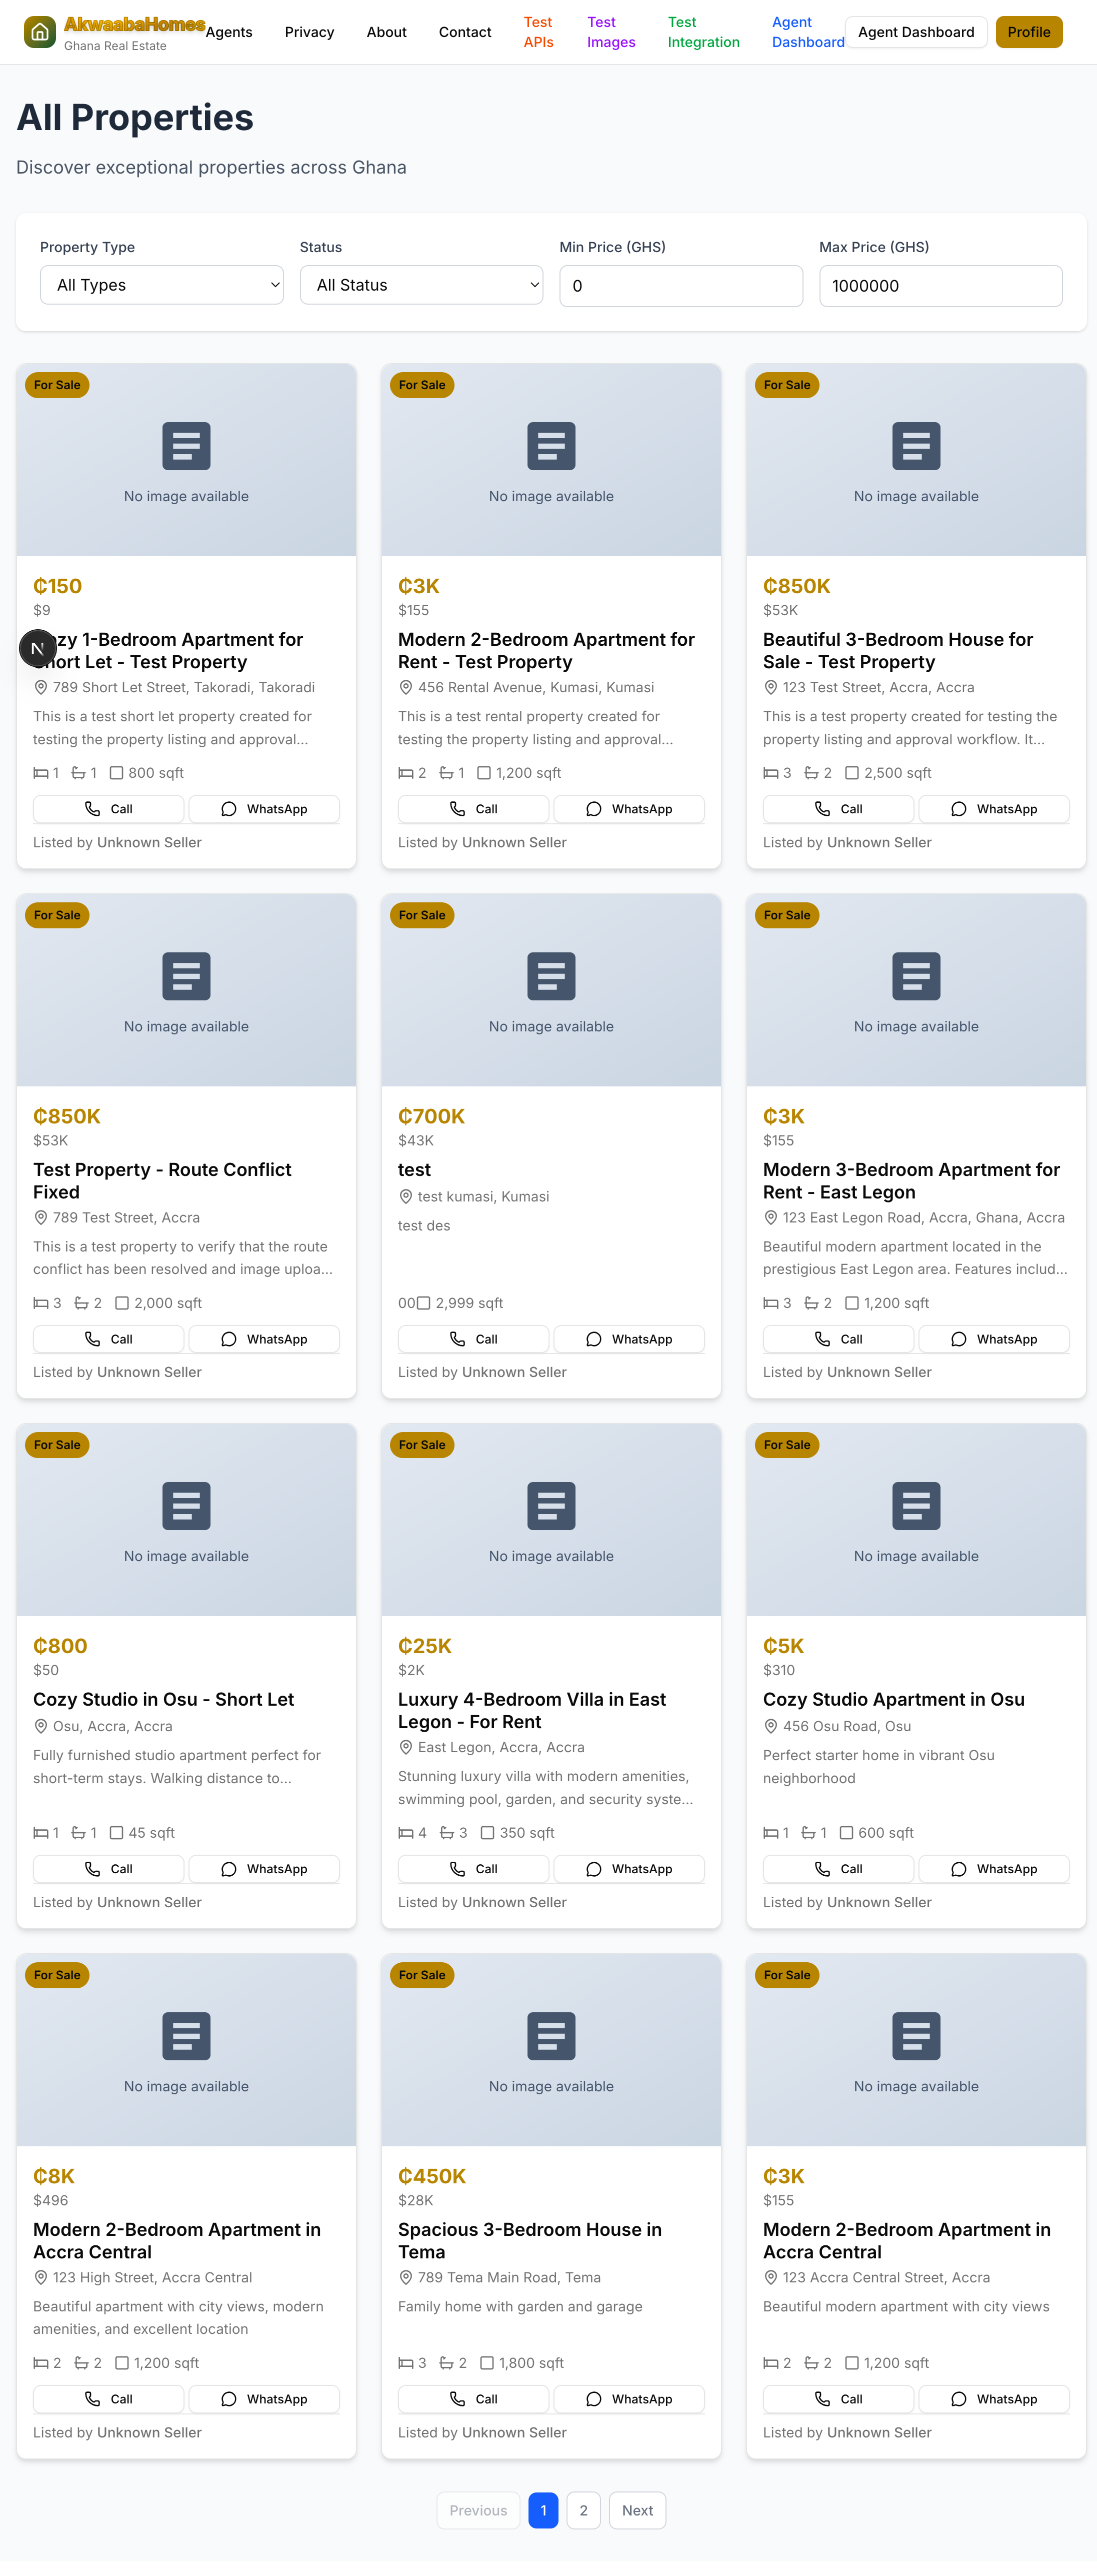 AkwaabaHomes
Ghana Real Estate
Agents
Privacy
About
Contact
Test
APIs
Test
Images
Test
Integration
Agent
Dashboard
Agent Dashboard
Profile
All Properties
Discover exceptional properties across Ghana
Property Type
Status
Min Price (GHS)
Max Price (GHS)
All Types
All Status
0
1000000
For Sale
No image available
₵150
$9
Cozy 1-Bedroom Apartment for
Short Let - Test Property
789 Short Let Street, Takoradi, Takoradi
This is a test short let property created for
testing the property listing and approval...
1 1 800 sqft
Call WhatsApp
Listed by Unknown Seller
For Sale
No image available
₵3K
$155
Modern 2-Bedroom Apartment for
Rent - Test Property
456 Rental Avenue, Kumasi, Kumasi
This is a test rental property created for
testing the property listing and approval...
2 1 1,200 sqft
Call WhatsApp
Listed by Unknown Seller
For Sale
No image available
₵850K
$53K
Beautiful 3-Bedroom House for
Sale - Test Property
123 Test Street, Accra, Accra
This is a test property created for testing the
property listing and approval workflow. It...
3 2 2,500 sqft
Call WhatsApp
Listed by Unknown Seller
For Sale
No image available
₵850K
$53K
Test Property - Route Conflict
Fixed
789 Test Street, Accra
This is a test property to verify that the route
conflict has been resolved and image uploa...
3 2 2,000 sqft
Call WhatsApp
Listed by Unknown Seller
For Sale
No image available
₵700K
$43K
test
test kumasi, Kumasi
test des
00 2,999 sqft
Call WhatsApp
Listed by Unknown Seller
For Sale
No image available
₵3K
$155
Modern 3-Bedroom Apartment for
Rent - East Legon
123 East Legon Road, Accra, Ghana, Accra
Beautiful modern apartment located in the
prestigious East Legon area. Features includ...
3 2 1,200 sqft
Call WhatsApp
Listed by Unknown Seller
For Sale
No image available
₵800
$50
Cozy Studio in Osu - Short Let
Osu, Accra, Accra
Fully furnished studio apartment perfect for
short-term stays. Walking distance to...
1 1 45 sqft
Call WhatsApp
Listed by Unknown Seller
For Sale
No image available
₵25K
$2K
Luxury 4-Bedroom Villa in East
Legon - For Rent
East Legon, Accra, Accra
Stunning luxury villa with modern amenities,
swimming pool, garden, and security syste...
4 3 350 sqft
Call WhatsApp
Listed by Unknown Seller
For Sale
No image available
₵5K
$310
Cozy Studio Apartment in Osu
456 Osu Road, Osu
Perfect starter home in vibrant Osu
neighborhood
1 1 600 sqft
Call WhatsApp
Listed by Unknown Seller
For Sale
No image available
₵8K
$496
Modern 2-Bedroom Apartment in
Accra Central
123 High Street, Accra Central
Beautiful apartment with city views, modern
amenities, and excellent location
2 2 1,200 sqft
Call WhatsApp
Listed by Unknown Seller
For Sale
No image available
₵450K
$28K
Spacious 3-Bedroom House in
Tema
789 Tema Main Road, Tema
Family home with garden and garage
3 2 1,800 sqft
Call WhatsApp
Listed by Unknown Seller
For Sale
No image available
₵3K
$155
Modern 2-Bedroom Apartment in
Accra Central
123 Accra Central Street, Accra
Beautiful modern apartment with city views
2 2 1,200 sqft
Call WhatsApp
Listed by Unknown Seller
Previous 1 2 Next